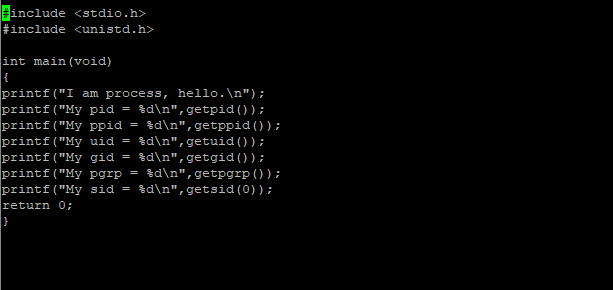 #include <stdio.h>
#include <unistd.h>
int main(void)
{
printf("I am process, hello.\n");
printf("My pid = %d\n",getpid());
printf("My ppid = %d\n",getppid());
printf("My uid = %d\n",getuid());
printf("My gid = %d\n",getgid());
printf("My pgrp = %d\n",getpgrp());
printf("My sid = %d\n",getsid(0));
return 0;
}